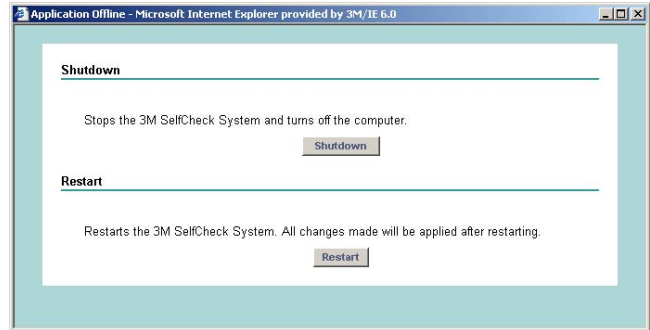 Application Offline - Microsoft Internet Explorer provided by 3M/IE 6.0
Shutdown
Stops the 3M SelfCheck System and turns off the computer.
Shutdown
Restart
Restarts the 3M SelfCheck System. All changes made will be applied after restarting.
Restart